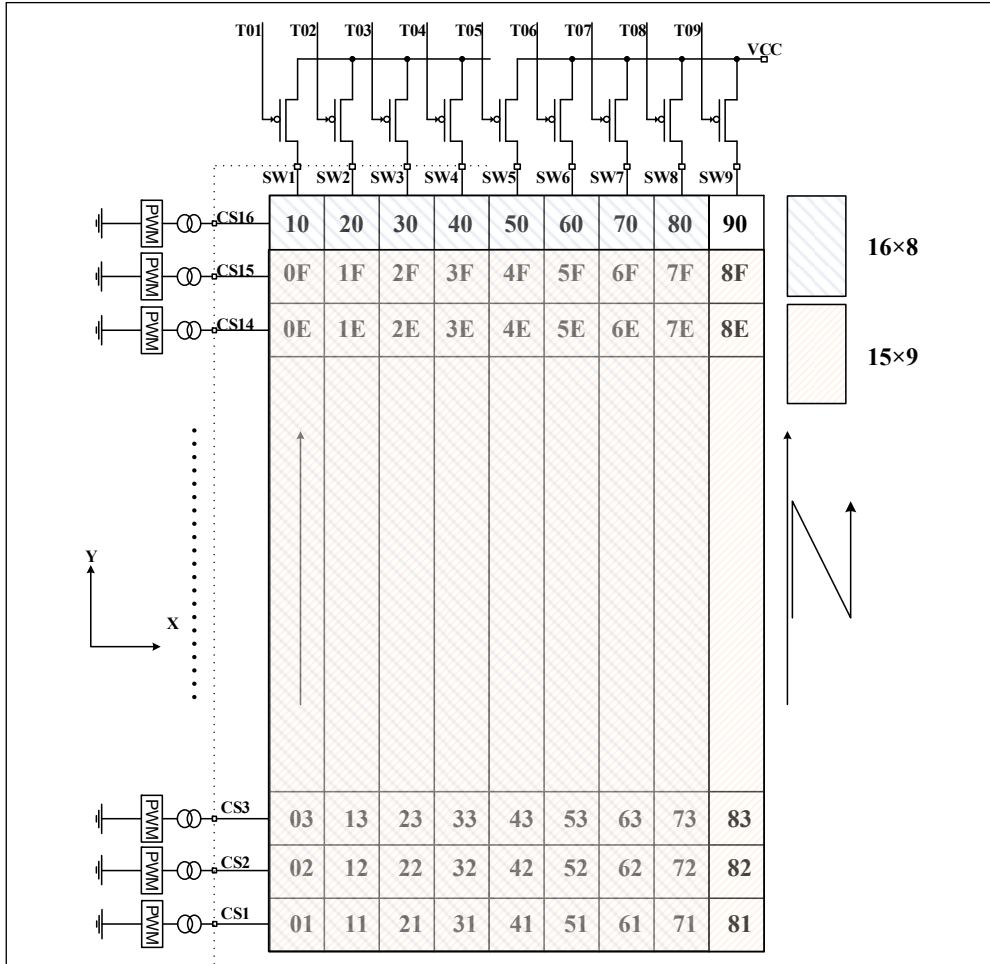 T01 T02 T03 T04 T05 T06 T07 T08 T09
VCC
SW1 SW2 SW3 SW4 SW5 SW6 SW7 SW8 SW9
PWM CS16 10 20 30 40 50 60 70 80 90
16×8
PWM CS15 0F 1F 2F 3F 4F 5F 6F 7F 8F
PWM CS14 0E 1E 2E 3E 4E 5E 6E 7E 8E
15×9
Y
X
PWM CS3 03 13 23 33 43 53 63 73 83
PWM CS2 02 12 22 32 42 52 62 72 82
PWM CS1 01 11 21 31 41 51 61 71 81